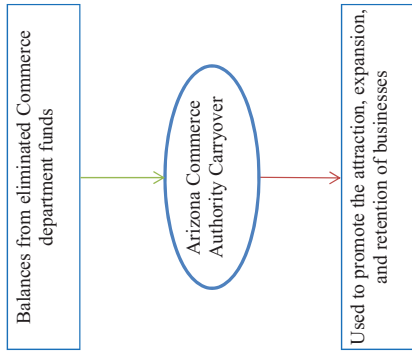 Balances from eliminated Commerce
department funds
Arizona Commerce
Authority Carryover
Used to promote the attraction, expansion,
and retention of businesses